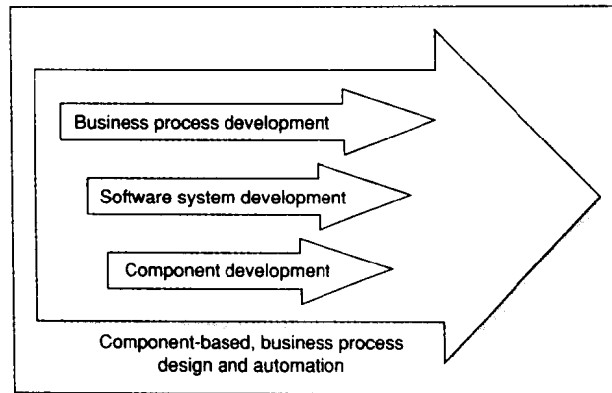 Business process development
Software system development
Component development
Component-based, business process
design and automation